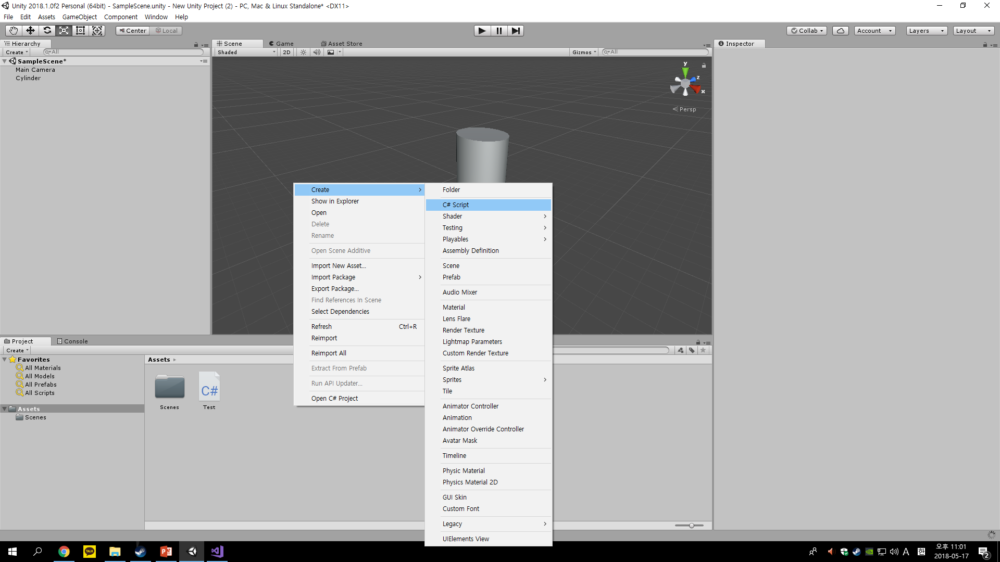 Unity 2018.1.0f2 Personal (64bit) - SampleScene.unity - New Unity Project (2) - PC, Mac & Linux Standalone* <DX11>
File Edit Assets GameObject Component Window Help
Center Local
Collab Account Layers Layout
Hierarchy
Create All
SampleScene*
Main Camera
Cylinder
Scene Game Asset Store
Shaded 2D Gizmos All
y
z
x
Persp
Inspector
Create
Show in Explorer
Open
Delete
Rename
Open Scene Additive
Import New Asset...
Import Package
Export Package...
Find References In Scene
Select Dependencies
Refresh Ctrl+R
Reimport
Reimport All
Extract From Prefab
Run API Updater...
Open C# Project
Folder
C# Script
Shader
Testing
Playables
Assembly Definition
Scene
Prefab
Audio Mixer
Material
Lens Flare
Render Texture
Lightmap Parameters
Custom Render Texture
Sprite Atlas
Sprites
Tile
Animator Controller
Animation
Animator Override Controller
Avatar Mask
Timeline
Physic Material
Physics Material 2D
GUI Skin
Custom Font
Legacy
UIElements View
Project Console
Create
Favorites
All Materials
All Models
All Prefabs
All Scripts
Assets
Scenes
Assets
C#
Scenes Test
TALK
A
오후 11:01
2018-05-17
2